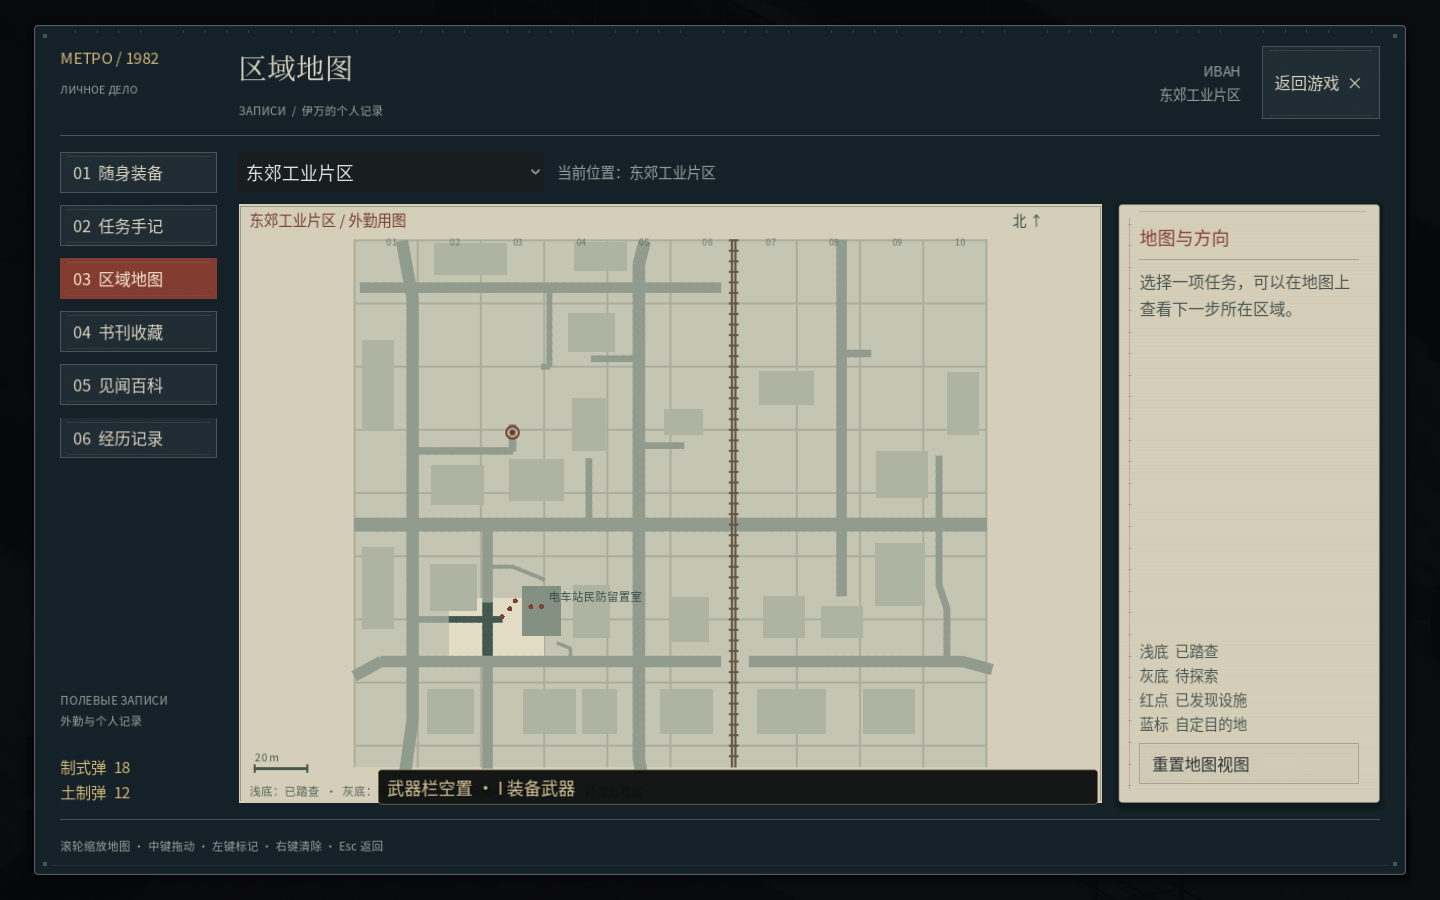 МЕТРО / 1982
ЛИЧНОЕ ДЕЛО
区域地图
ЗАПИСИ / 伊万的个人记录
ИВАН
东郊工业片区
返回游戏 ×
01 随身装备
02 任务手记
03 区域地图
04 书刊收藏
05 见闻百科
06 经历记录
东郊工业片区
当前位置：东郊工业片区
东郊工业片区 / 外勤用图
北 ↑
01 02 03 04 05 06 07 08 09 10
电车站民防留置室
20 m
浅底：已踏查 · 灰底：
武器栏空置 · I 装备武器
地图与方向
选择一项任务，可以在地图上
查看下一步所在区域。
浅底 已踏查
灰底 待探索
红点 已发现设施
蓝标 自定目的地
重置地图视图
ПОЛЕВЫЕ ЗАПИСИ
外勤与个人记录
制式弹 18
土制弹 12
滚轮缩放地图 · 中键拖动 · 左键标记 · 右键清除 · Esc 返回